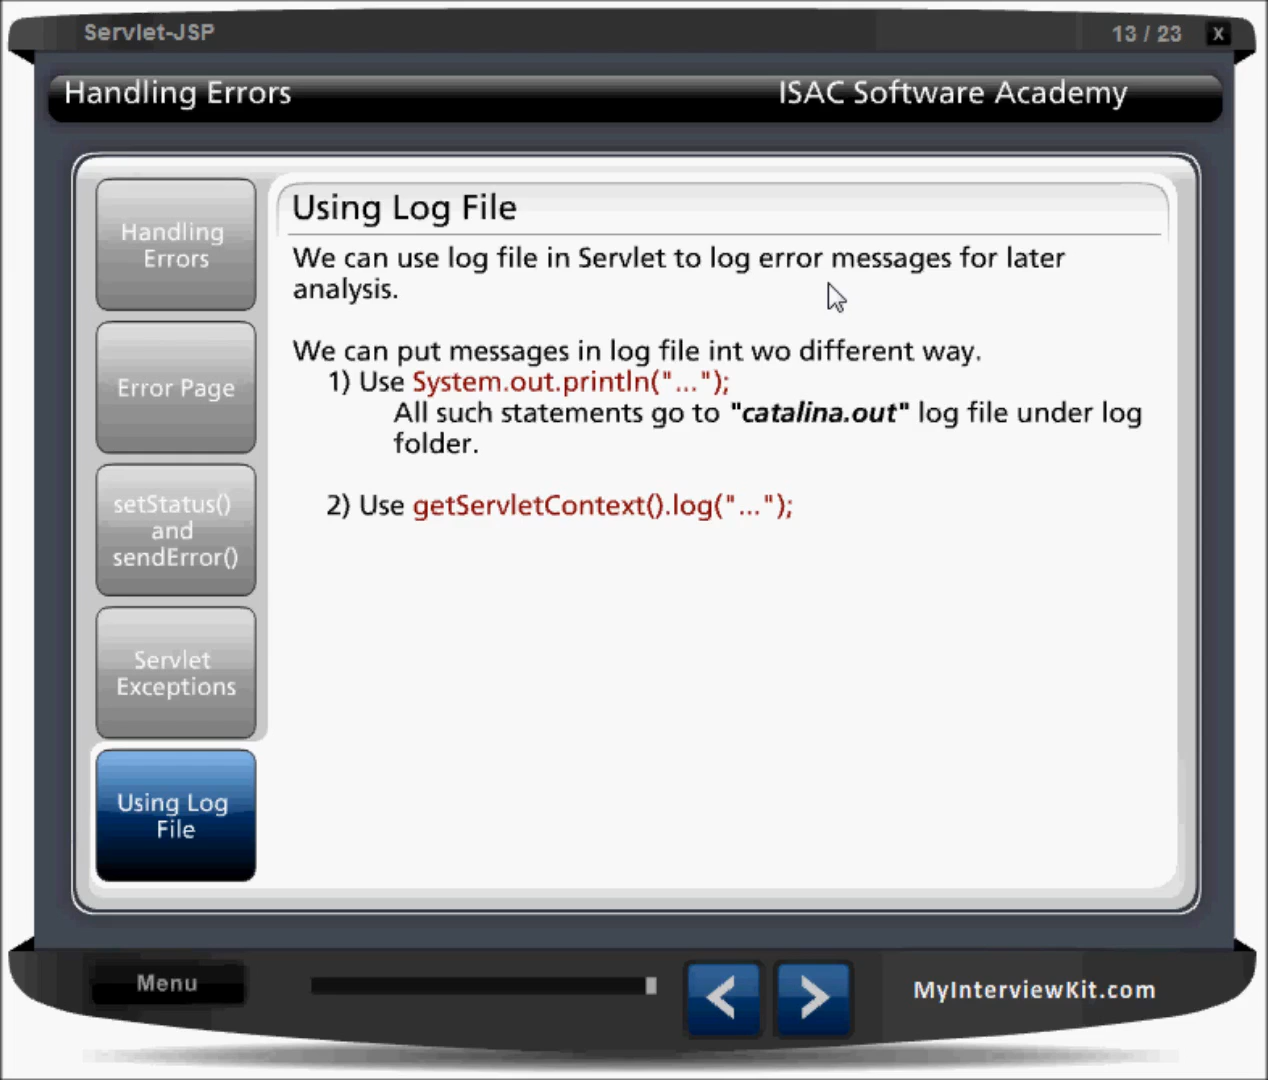 Servlet-JSP
13 / 23
X
Handling Errors
ISAC Software Academy
Handling
Errors
Error Page
setStatus()
and
sendError()
Servlet
Exceptions
Using Log
File
Using Log File
We can use log file in Servlet to log error messages for later
analysis.
We can put messages in log file int wo different way.
1) Use System.out.println("...");
All such statements go to "catalina.out" log file under log
folder.
2) Use getServletContext().log("...");
Menu
MyInterviewKit.com